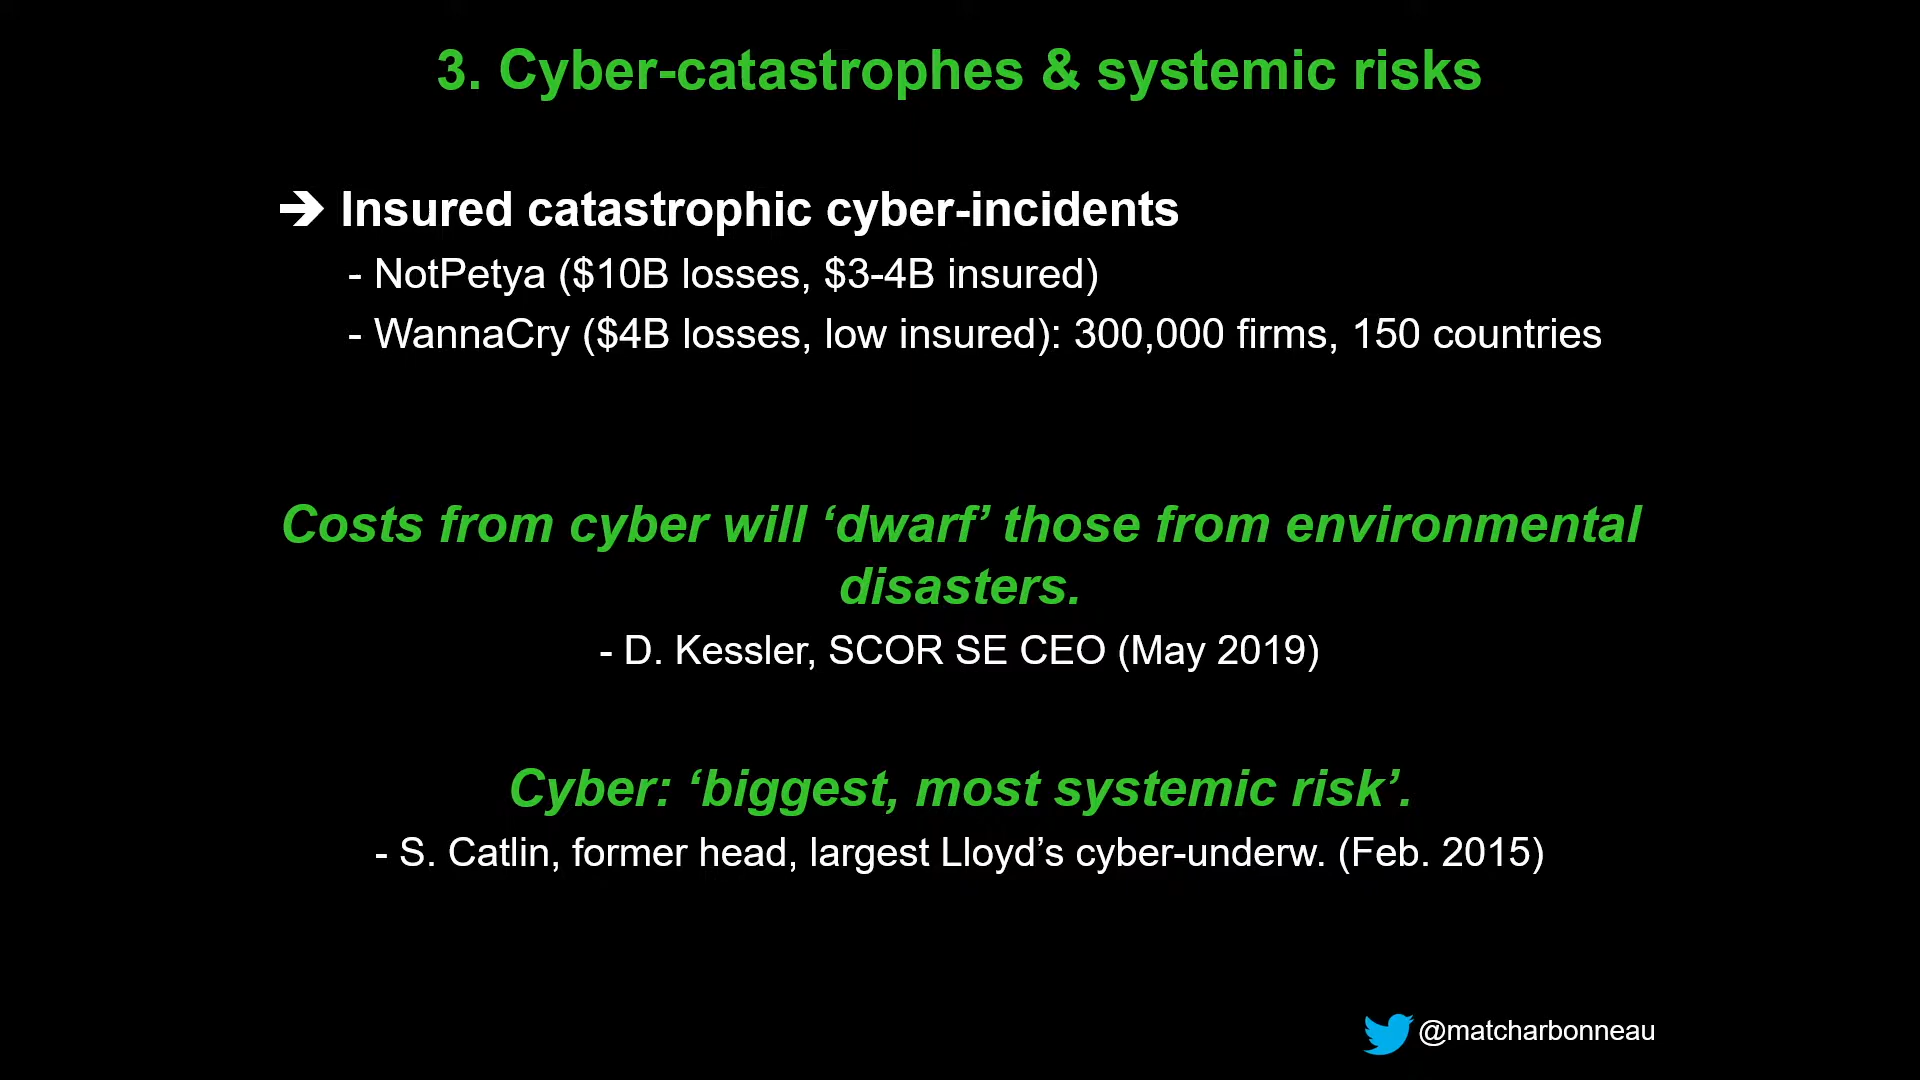 3. Cyber-catastrophes & systemic risks
➔ Insured catastrophic cyber-incidents
- NotPetya ($10B losses, $3-4B insured)
- WannaCry ($4B losses, low insured): 300,000 firms, 150 countries
Costs from cyber will ‘dwarf’ those from environmental
disasters.
- D. Kessler, SCOR SE CEO (May 2019)
Cyber: ‘biggest, most systemic risk’.
- S. Catlin, former head, largest Lloyd’s cyber-underw. (Feb. 2015)
@matcharbonneau